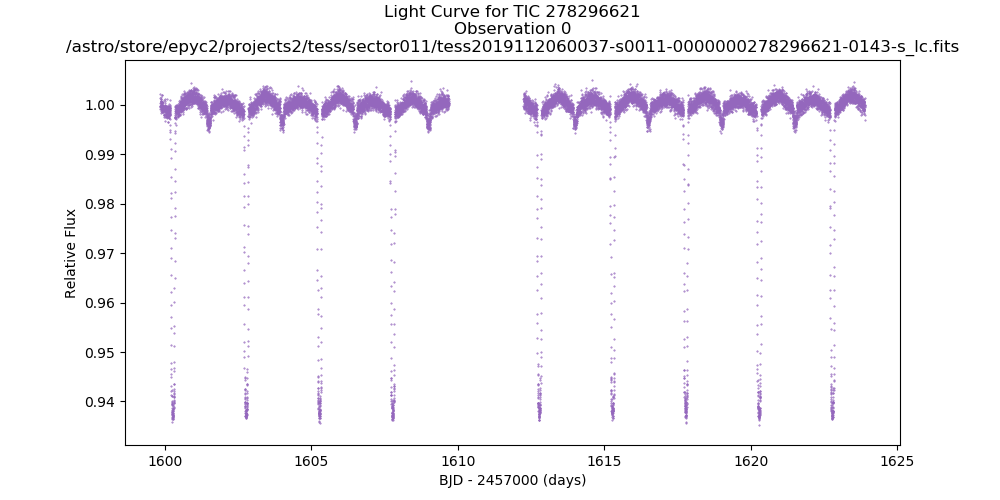 Light Curve for TIC 278296621
Observation 0
/astro/store/epyc2/projects2/tess/sector011/tess2019112060037-s0011-0000000278296621-0143-s_lc.fits
1.00
0.99
0.98
0.97
0.96
0.95
0.94
Relative Flux
1600
1605
1610
1615
1620
1625
BJD - 2457000 (days)